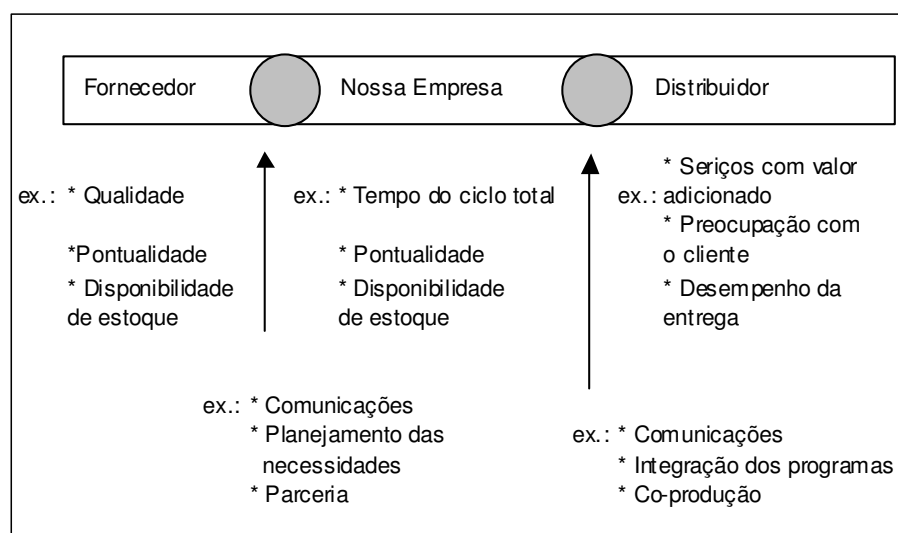 Fornecedor Nossa Empresa Distribuidor
ex.: * Qualidade
*Pontualidade
* Disponibilidade
de estoque
ex.: * Tempo do ciclo total
* Pontualidade
* Disponibilidade
de estoque
* Seriços com valor
ex.: adicionado
* Preocupação com
o cliente
* Desempenho da
entrega
ex.: * Comunicações
* Planejamento das
necessidades
* Parceria
ex.: * Comunicações
* Integração dos programas
* Co-produção